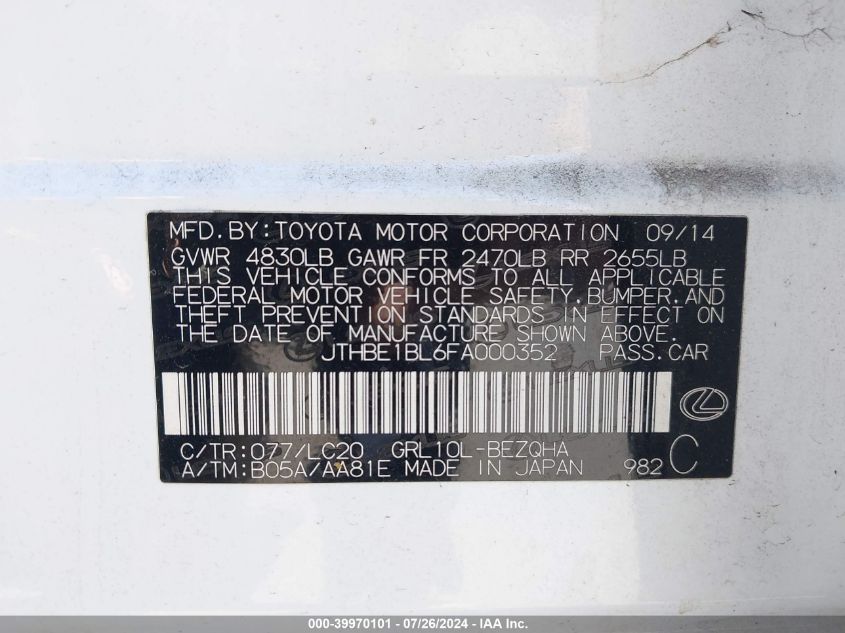 MFD.BY:TOYOTA MOTOR CORPORATION 09/14
GVWR 4830LB GAWR FR 2470LB RR 2655LB
THIS VEHICLE CONFORMS TO ALL APPLICABLE
FEDERAL MOTOR VEHICLE SAFETY,BUMPER,AND
THEFT PREVENTION STANDARDS IN EFFECT ON
THE DATE OF MANUFACTURE SHOWN ABOVE.
JTHBE1BL6FA000352 PASS.CAR
C/TR:077/LC20 GRL10L-BEZQHA
A/TM:B05A/AA81E MADE IN JAPAN 982 C
000-39970101 - 07/26/2024 - IAA Inc.